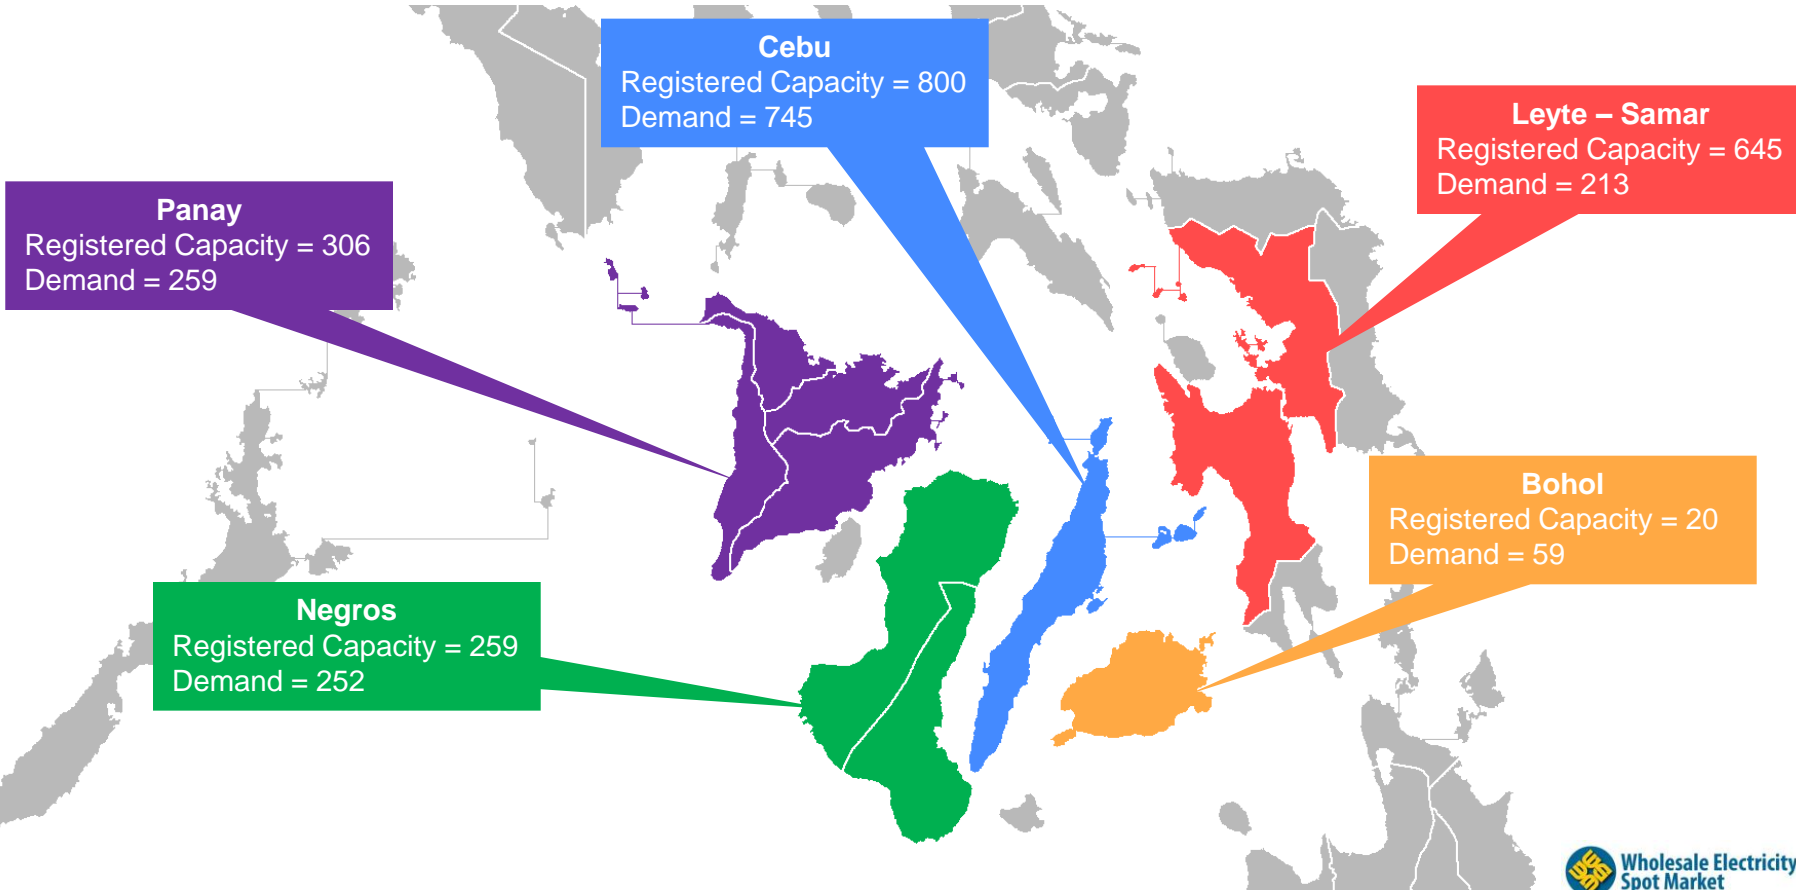 Cebu
Registered Capacity = 800
Demand = 745
Leyte – Samar
Registered Capacity = 645
Demand = 213
Panay
Registered Capacity = 306
Demand = 259
Bohol
Registered Capacity = 20
Demand = 59
Negros
Registered Capacity = 259
Demand = 252
Wholesale Electricity
Spot Market